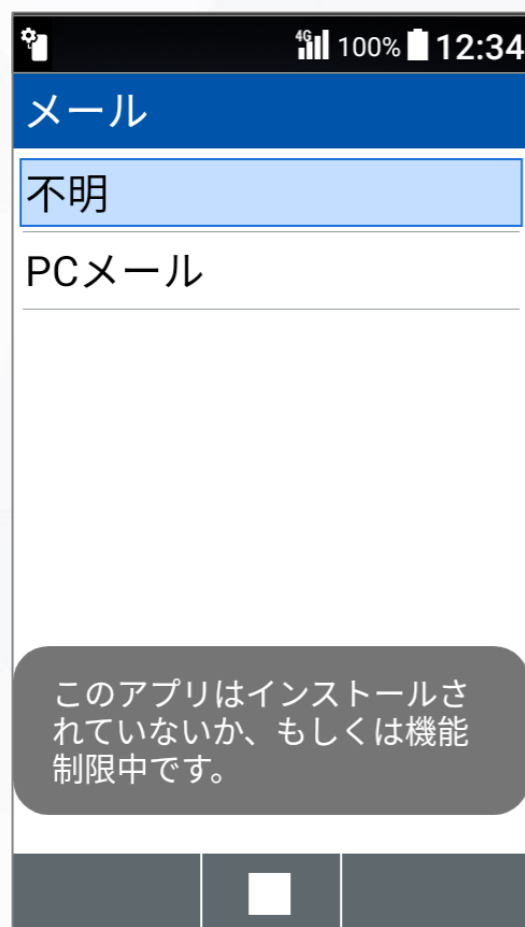 4G 100% 12:34
メール
不明
PCメール
このアプリはインストールさ
れていないか、もしくは機能
制限中です。